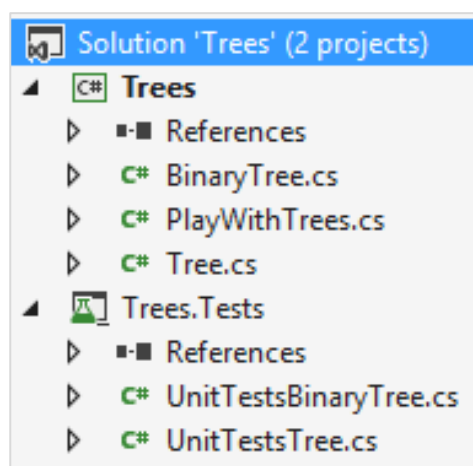 Solution 'Trees' (2 projects)
C# Trees
References
C# BinaryTree.cs
C# PlayWithTrees.cs
C# Tree.cs
Trees.Tests
References
C# UnitTestsBinaryTree.cs
C# UnitTestsTree.cs